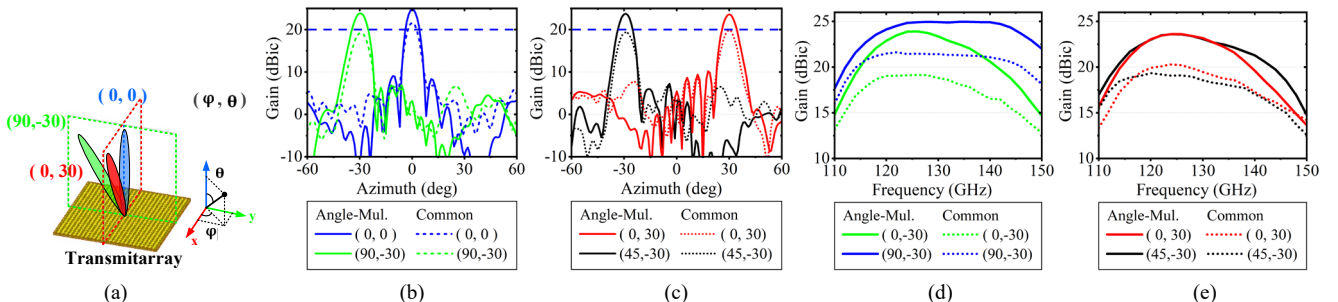 ( 0, 0 )
( φ , θ )
(90,-30)
( 0, 30)
θ
y
x
φ
Transmitarray
(a)
Gain (dBic)
20
10
0
-10
-60 -30 0 30 60
Azimuth (deg)
Angle-Mul. Common
( 0, 0 ) ( 0, 0 )
(90,-30) (90,-30)
(b)
Gain (dBic)
20
10
0
-10
-60 -30 0 30 60
Azimuth (deg)
Angle-Mul. Common
( 0, 30) ( 0, 30)
(45,-30) (45,-30)
(c)
Gain (dBic)
25
20
15
10
110 120 130 140 150
Frequency (GHz)
Angle-Mul. Common
( 0,-30) ( 0,-30)
(90,-30) (90,-30)
(d)
Gain (dBic)
25
20
15
10
110 120 130 140 150
Frequency (GHz)
Angle-Mul. Common
( 0, 30) ( 0, 30)
(45,-30) (45,-30)
(e)